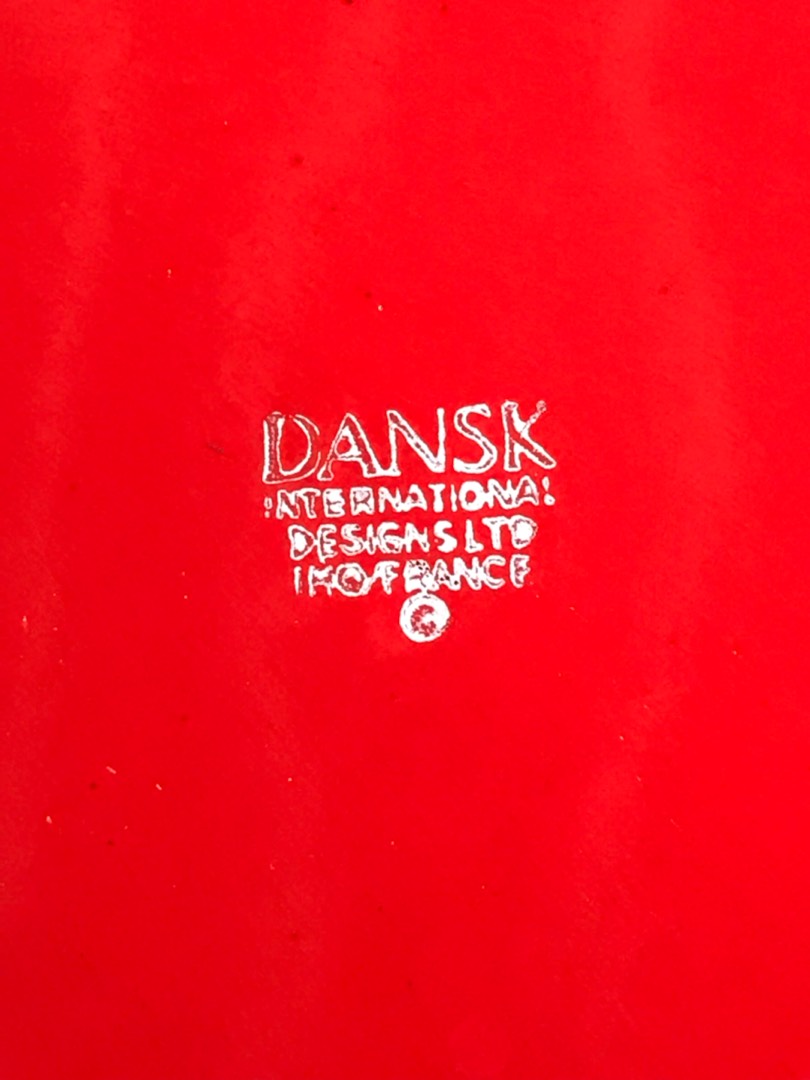 DANSK
INTERNATIONAL
DESIGNS LTD
IHQ/FRANCE
©